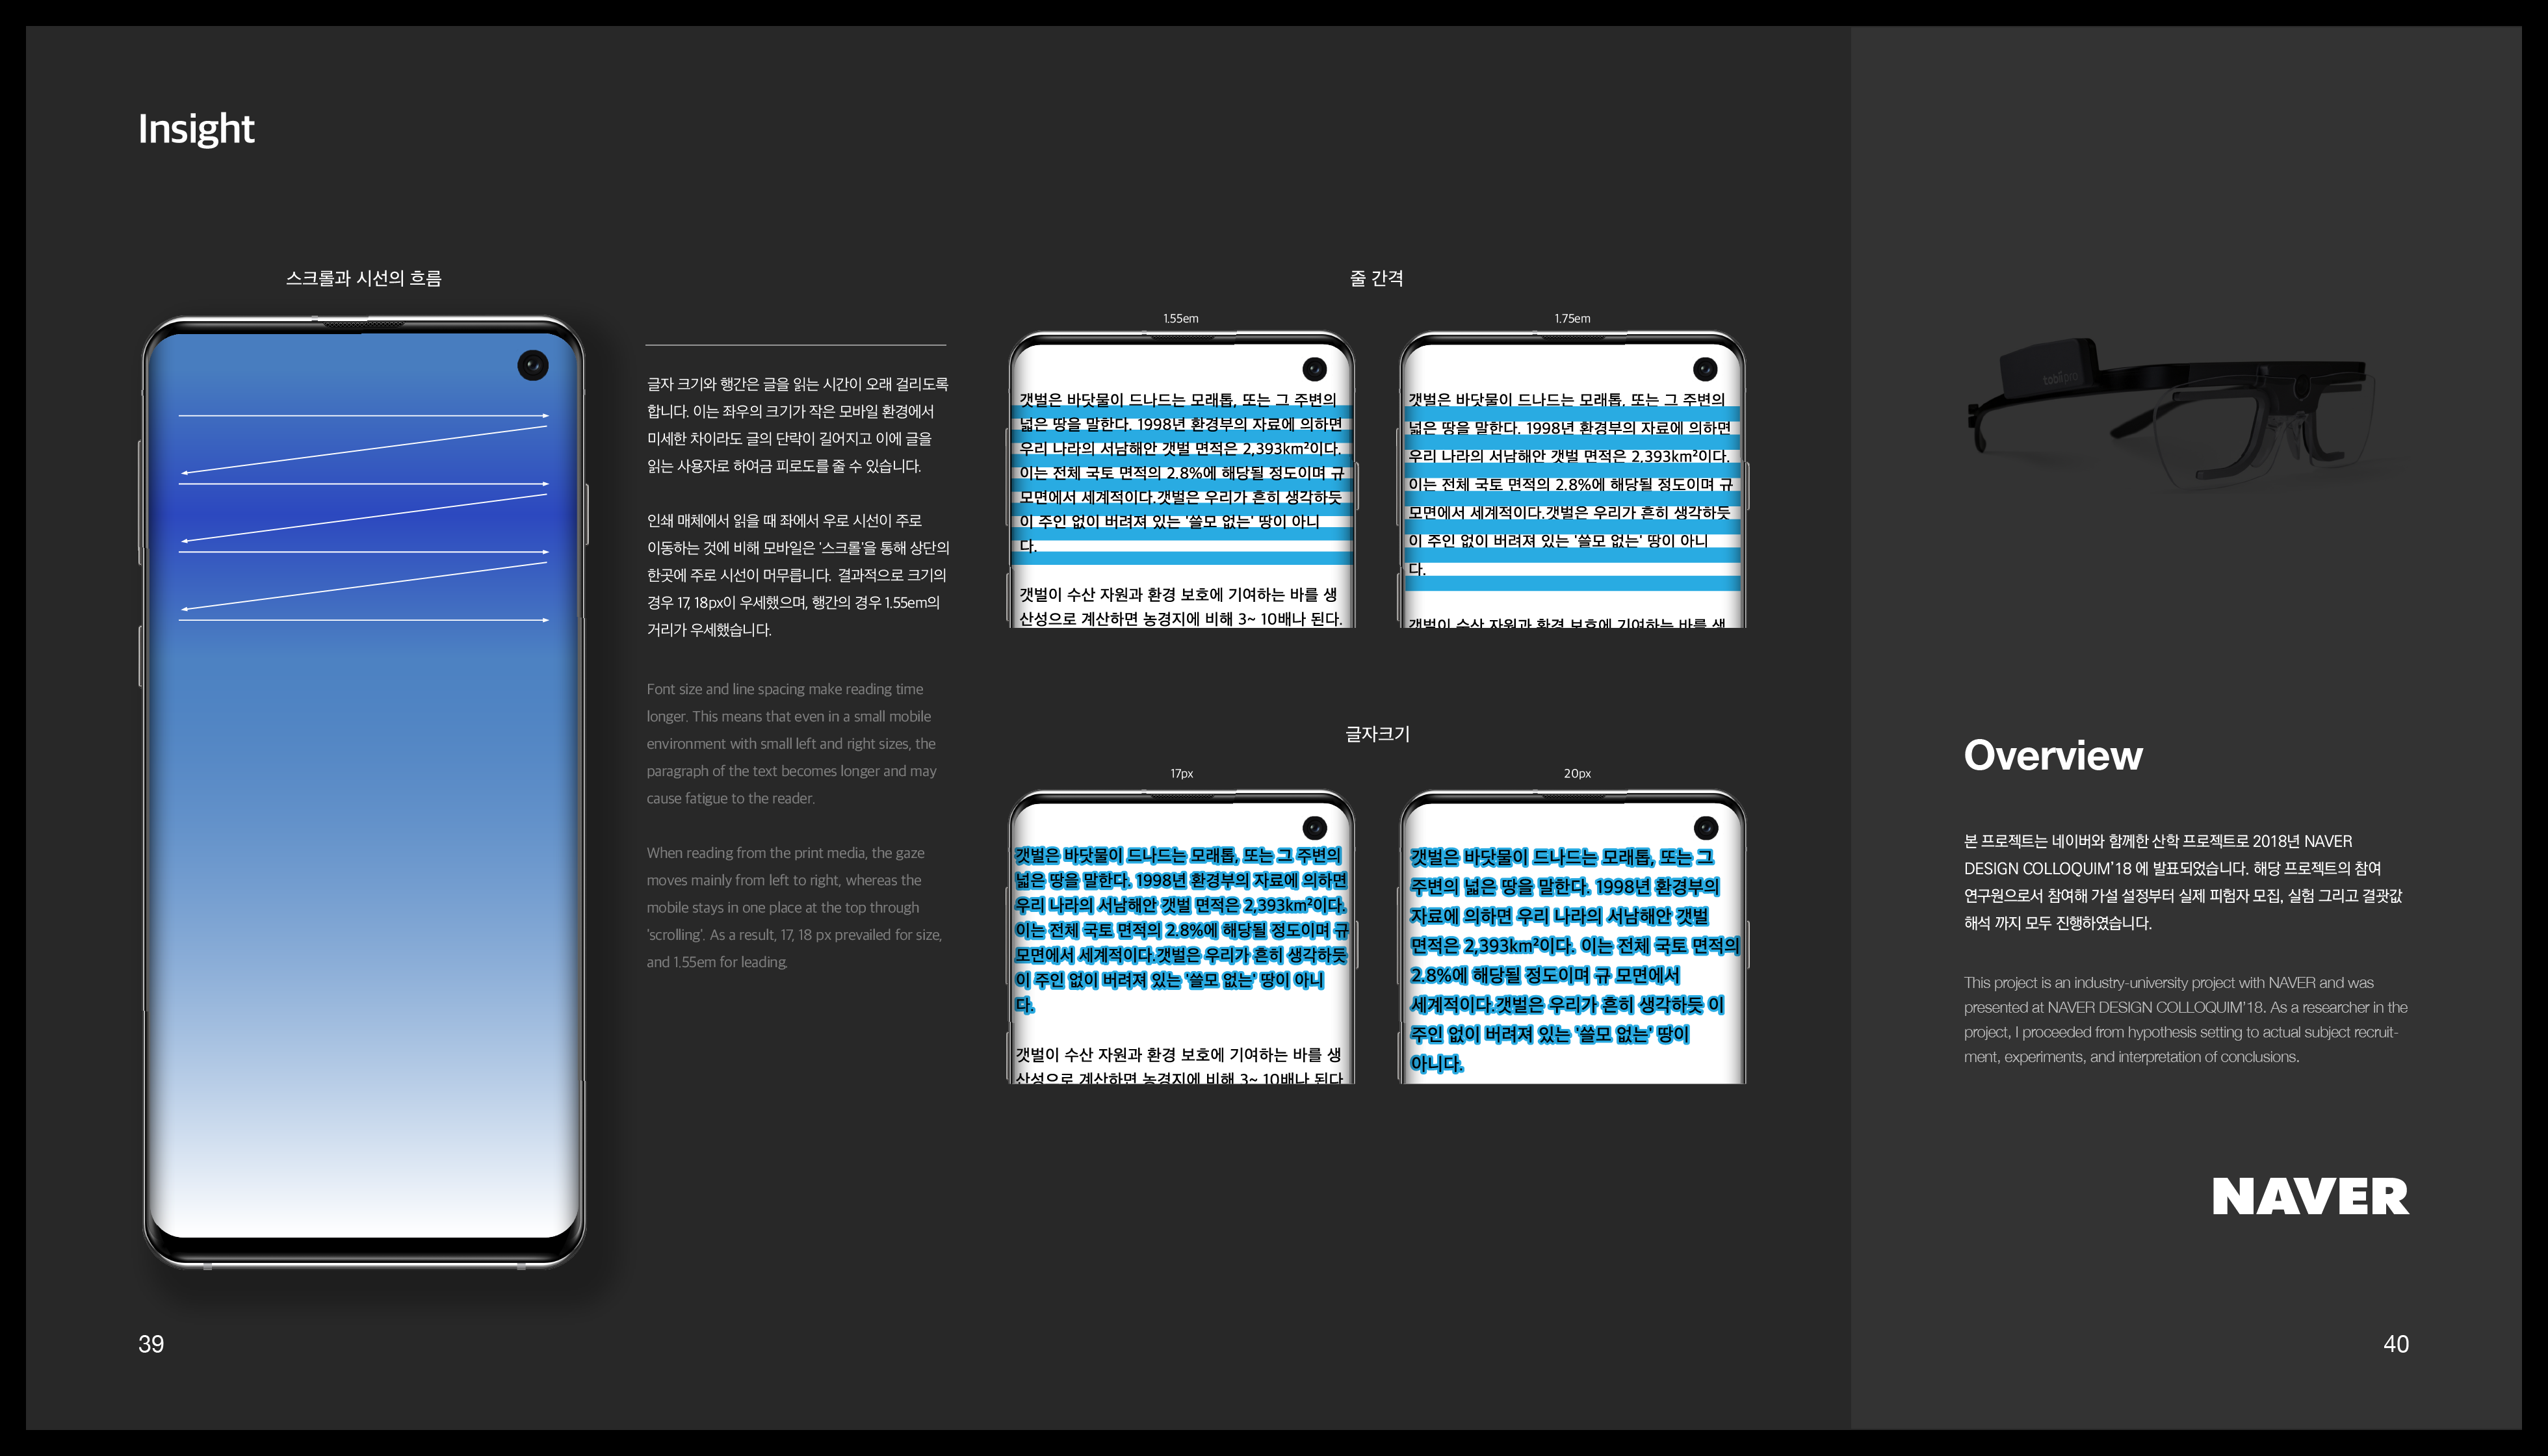 Insight
스크롤과 시선의 흐름
글자 크기와 행간은 글을 읽는 시간이 오래 걸리도록
합니다. 이는 좌우의 크기가 작은 모바일 환경에서
미세한 차이라도 글의 단락이 길어지고 이에 글을
읽는 사용자로 하여금 피로도를 줄 수 있습니다.
인쇄 매체에서 읽을 때 좌에서 우로 시선이 주로
이동하는 것에 비해 모바일은 '스크롤'을 통해 상단의
한곳에 주로 시선이 머무릅니다. 결과적으로 크기의
경우 17, 18px이 우세했으며, 행간의 경우 1.55em의
거리가 우세했습니다.
Font size and line spacing make reading time
longer. This means that even in a small mobile
environment with small left and right sizes, the
paragraph of the text becomes longer and may
cause fatigue to the reader.
When reading from the print media, the gaze
moves mainly from left to right, whereas the
mobile stays in one place at the top through
'scrolling'. As a result, 17, 18 px prevailed for size,
and 1.55em for leading.
줄 간격
1.55em
갯벌은 바닷물이 드나드는 모래톱, 또는 그 주변의
넓은 땅을 말한다. 1998년 환경부의 자료에 의하면
우리 나라의 서남해안 갯벌 면적은 2,393km²이다.
이는 전체 국토 면적의 2.8%에 해당될 정도이며 규
모면에서 세계적이다.갯벌은 우리가 흔히 생각하듯
이 주인 없이 버려져 있는 '쓸모 없는' 땅이 아니
다.
갯벌이 수산 자원과 환경 보호에 기여하는 바를 생
산성으로 계산하면 농경지에 비해 3~ 10배나 된다.
1.75em
갯벌은 바닷물이 드나드는 모래톱, 또는 그 주변의
넓은 땅을 말한다. 1998년 환경부의 자료에 의하면
우리 나라의 서남해안 갯벌 면적은 2,393km²이다.
이는 전체 국토 면적의 2.8%에 해당될 정도이며 규
모면에서 세계적이다.갯벌은 우리가 흔히 생각하듯
이 주인 없이 버려져 있는 '쓸모 없는' 땅이 아니
다.
갯벌이 수산 자원과 환경 보호에 기여하는 바를 생
글자크기
17px
갯벌은 바닷물이 드나드는 모래톱, 또는 그 주변의
넓은 땅을 말한다. 1998년 환경부의 자료에 의하면
우리 나라의 서남해안 갯벌 면적은 2,393km²이다.
이는 전체 국토 면적의 2.8%에 해당될 정도이며 규
모면에서 세계적이다.갯벌은 우리가 흔히 생각하듯
이 주인 없이 버려져 있는 '쓸모 없는' 땅이 아니
다.
갯벌이 수산 자원과 환경 보호에 기여하는 바를 생
산성으로 계산하면 농경지에 비해 3~ 10배나 된다
20px
갯벌은 바닷물이 드나드는 모래톱, 또는 그
주변의 넓은 땅을 말한다. 1998년 환경부의
자료에 의하면 우리 나라의 서남해안 갯벌
면적은 2,393km²이다. 이는 전체 국토 면적의
2.8%에 해당될 정도이며 규 모면에서
세계적이다.갯벌은 우리가 흔히 생각하듯 이
주인 없이 버려져 있는 '쓸모 없는' 땅이
아니다.
39
tobiipro
Overview
본 프로젝트는 네이버와 함께한 산학 프로젝트로 2018년 NAVER
DESIGN COLLOQUIM'18 에 발표되었습니다. 해당 프로젝트의 참여
연구원으로서 참여해 가설 설정부터 실제 피험자 모집, 실험 그리고 결괏값
해석 까지 모두 진행하였습니다.
This project is an industry-university project with NAVER and was
presented at NAVER DESIGN COLLOQUIM'18. As a researcher in the
project, I proceeded from hypothesis setting to actual subject recruit-
ment, experiments, and interpretation of conclusions.
NAVER
40